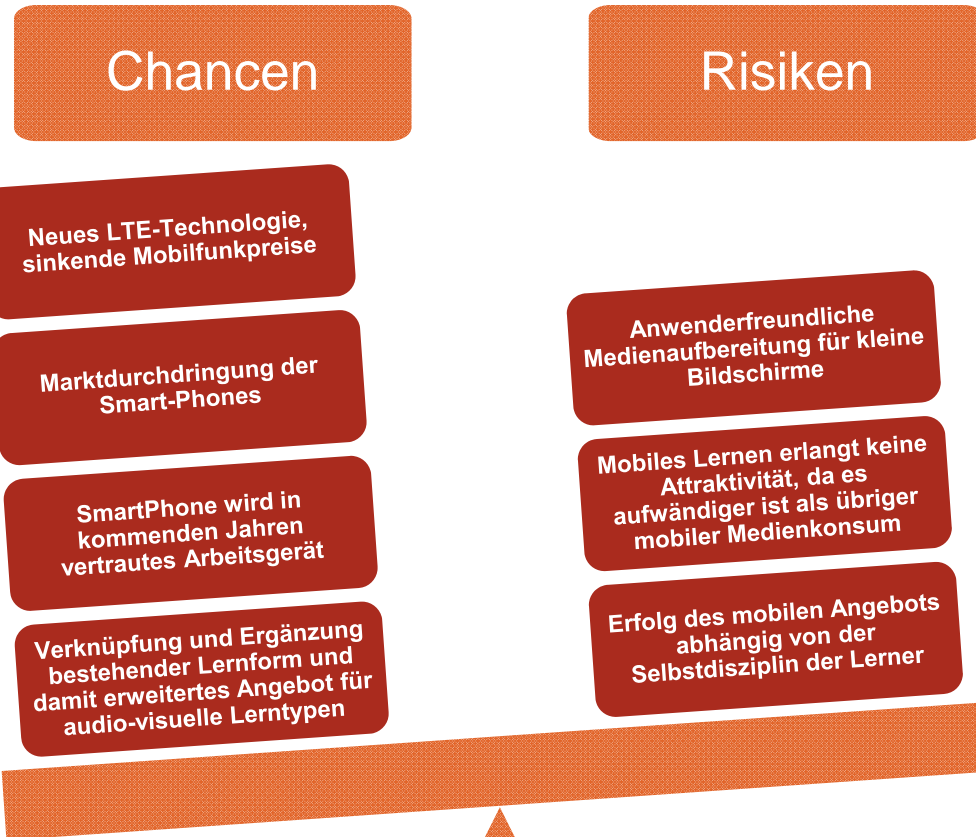 Chancen
Neues LTE-Technologie,
sinkende Mobilfunkpreise
Marktdurchdringung der
Smart-Phones
SmartPhone wird in
kommenden Jahren
vertrautes Arbeitsgerät
Verknüpfung und Ergänzung
bestehender Lernform und
damit erweitertes Angebot für
audio-visuelle Lerntypen
Risiken
Anwenderfreundliche
Medienaufbereitung für kleine
Bildschirme
Mobiles Lernen erlangt keine
Attraktivität, da es
aufwändiger ist als übriger
mobiler Medienkonsum
Erfolg des mobilen Angebots
abhängig von der
Selbstdisziplin der Lerner